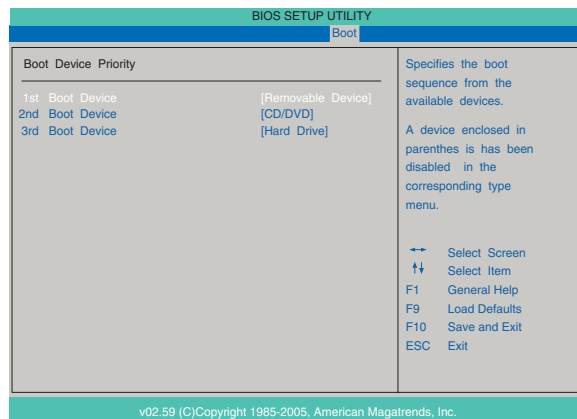 BIOS SETUP UTILITY
Boot
Boot Device Priority
1st Boot Device [Removable Device]
2nd Boot Device [CD/DVD]
3rd Boot Device [Hard Drive]
Specifies the boot
sequence from the
available devices.
A device enclosed in
parenthes is has been
disabled in the
corresponding type
menu.
Select Screen
Select Item
F1 General Help
F9 Load Defaults
F10 Save and Exit
ESC Exit
v02.59 (C)Copyright 1985-2005, American Magatrends, Inc.